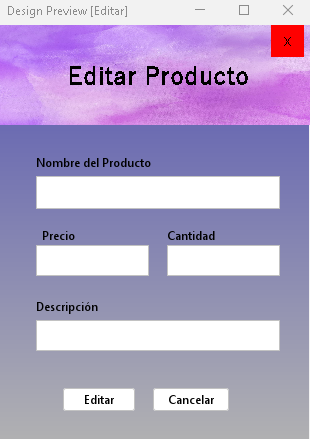 Design Preview [Editar]
x
Editar Producto
Nombre del Producto
Precio Cantidad
Descripción
Editar Cancelar